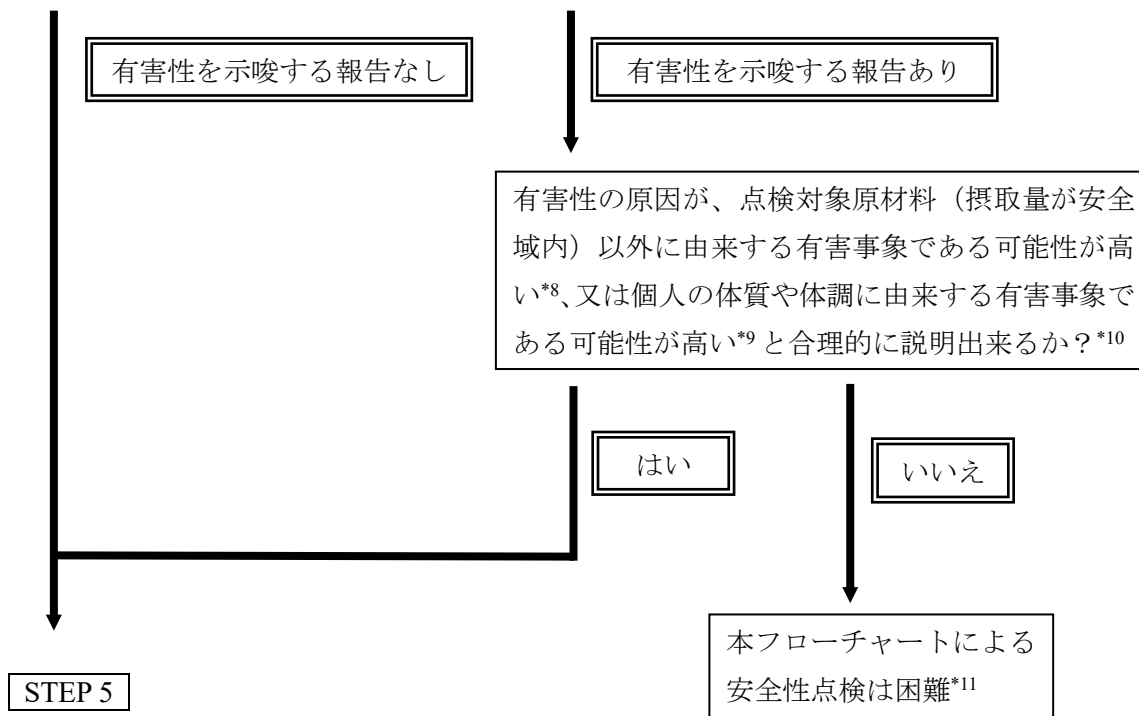 有害性を示唆する報告なし
有害性を示唆する報告あり
有害性の原因が、点検対象原材料（摂取量が安全
域内）以外に由来する有害事象である可能性が高
い*8、又は個人の体質や体調に由来する有害事象で
ある可能性が高い*9 と合理的に説明出来るか？*10
はい
いいえ
本フローチャートによる
安全性点検は困難*11
STEP 5